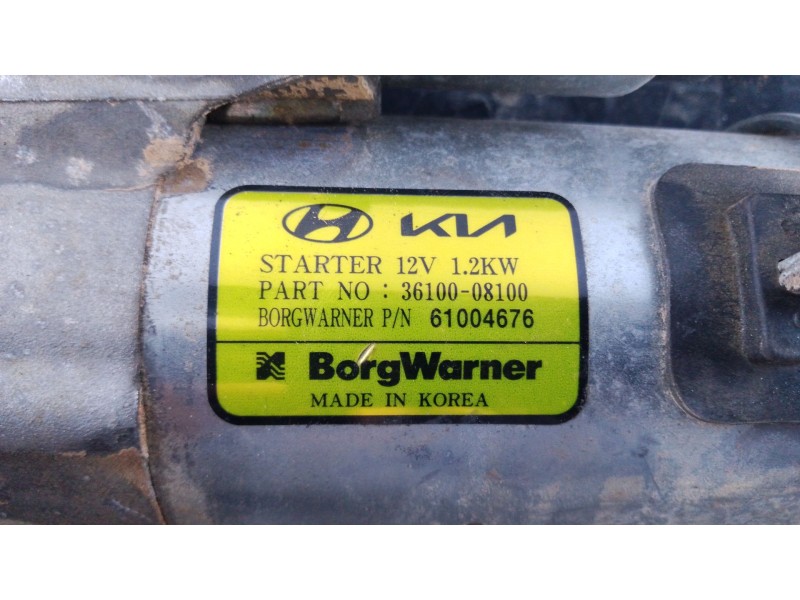 KIA
STARTER 12V 1.2KW
PART NO : 36100-08100
BORGWARNER P/N 61004676
BorgWarner
MADE IN KOREA